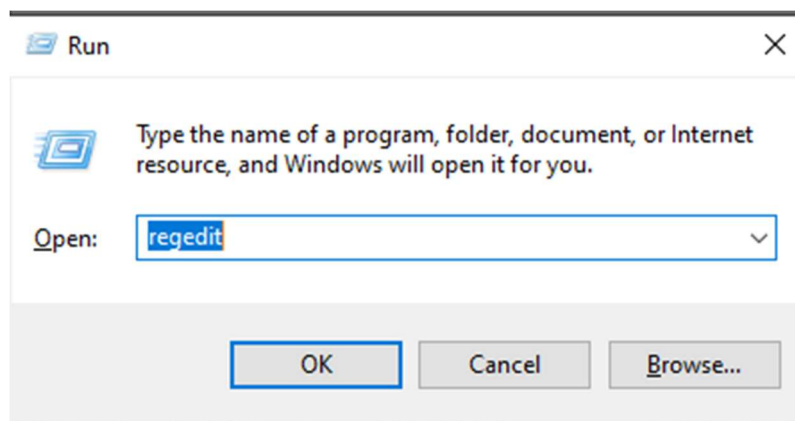 Run
Type the name of a program, folder, document, or Internet
resource, and Windows will open it for you.
Open: regedit
OK Cancel Browse...